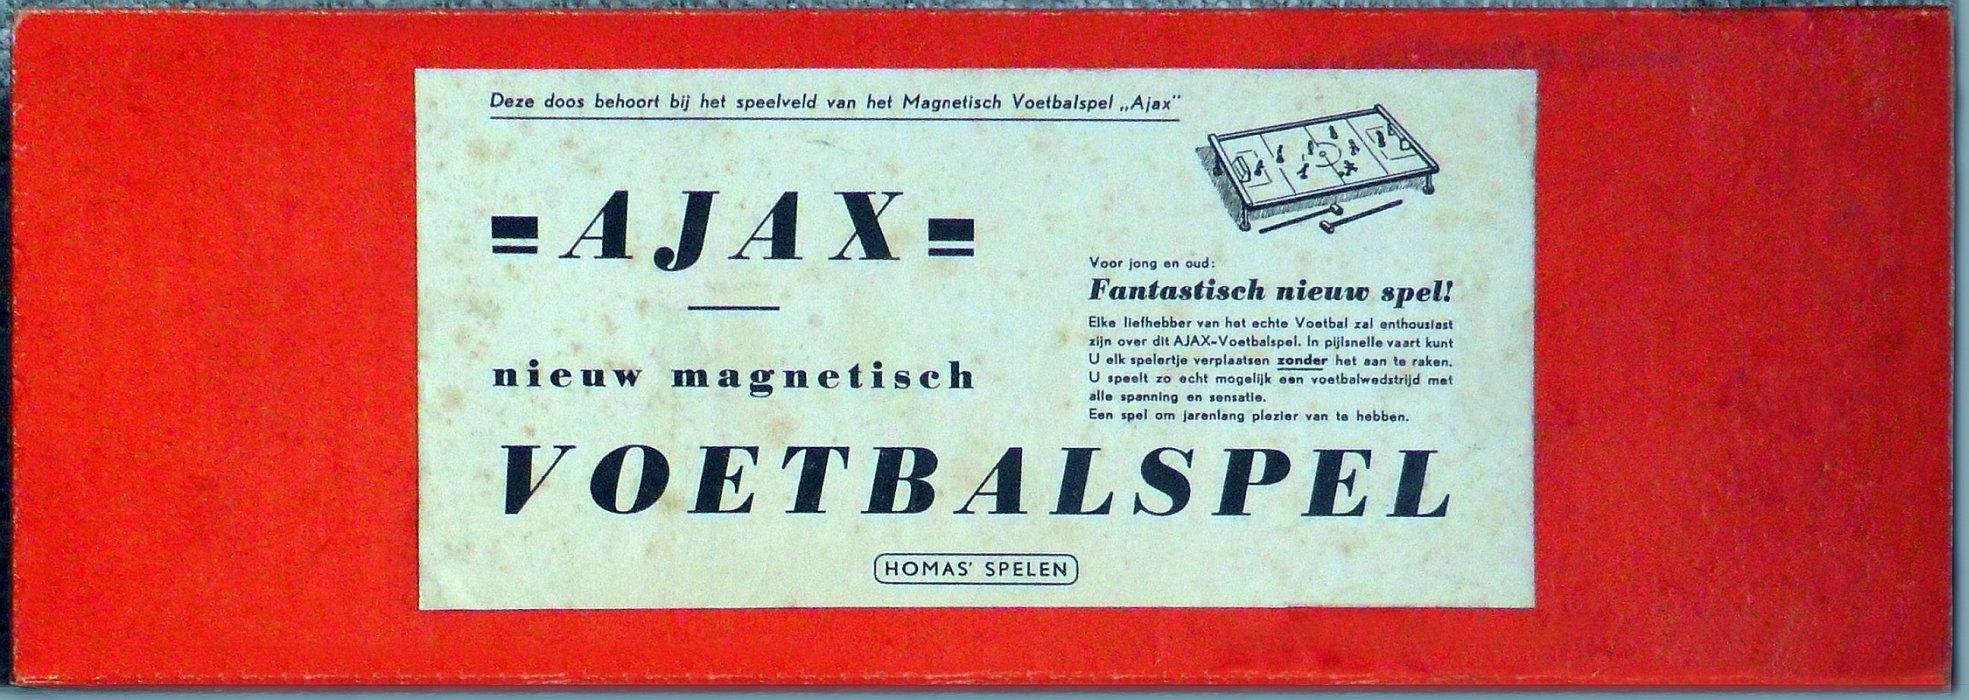 Deze doos behoort bij het speelveld van het Magnetisch Voetbalspel „Ajax”
= AJAX =
nieuw magnetisch
Voor jong en oud:
Fantastisch nieuw spel!
Elke liefhebber van het echte Voetbal zal enthousiast
zijn over dit AJAX-Voetbalspel. In pijlsnelle vaart kunt
U elk spelertje verplaatsen zonder het aan te raken.
U speelt zo echt mogelijk een voetbalwedstrijd met
alle spanning en sensatie.
Een spel om jarenlang plezier van te hebben.
VOETBALSPEL
HOMAS' SPELEN